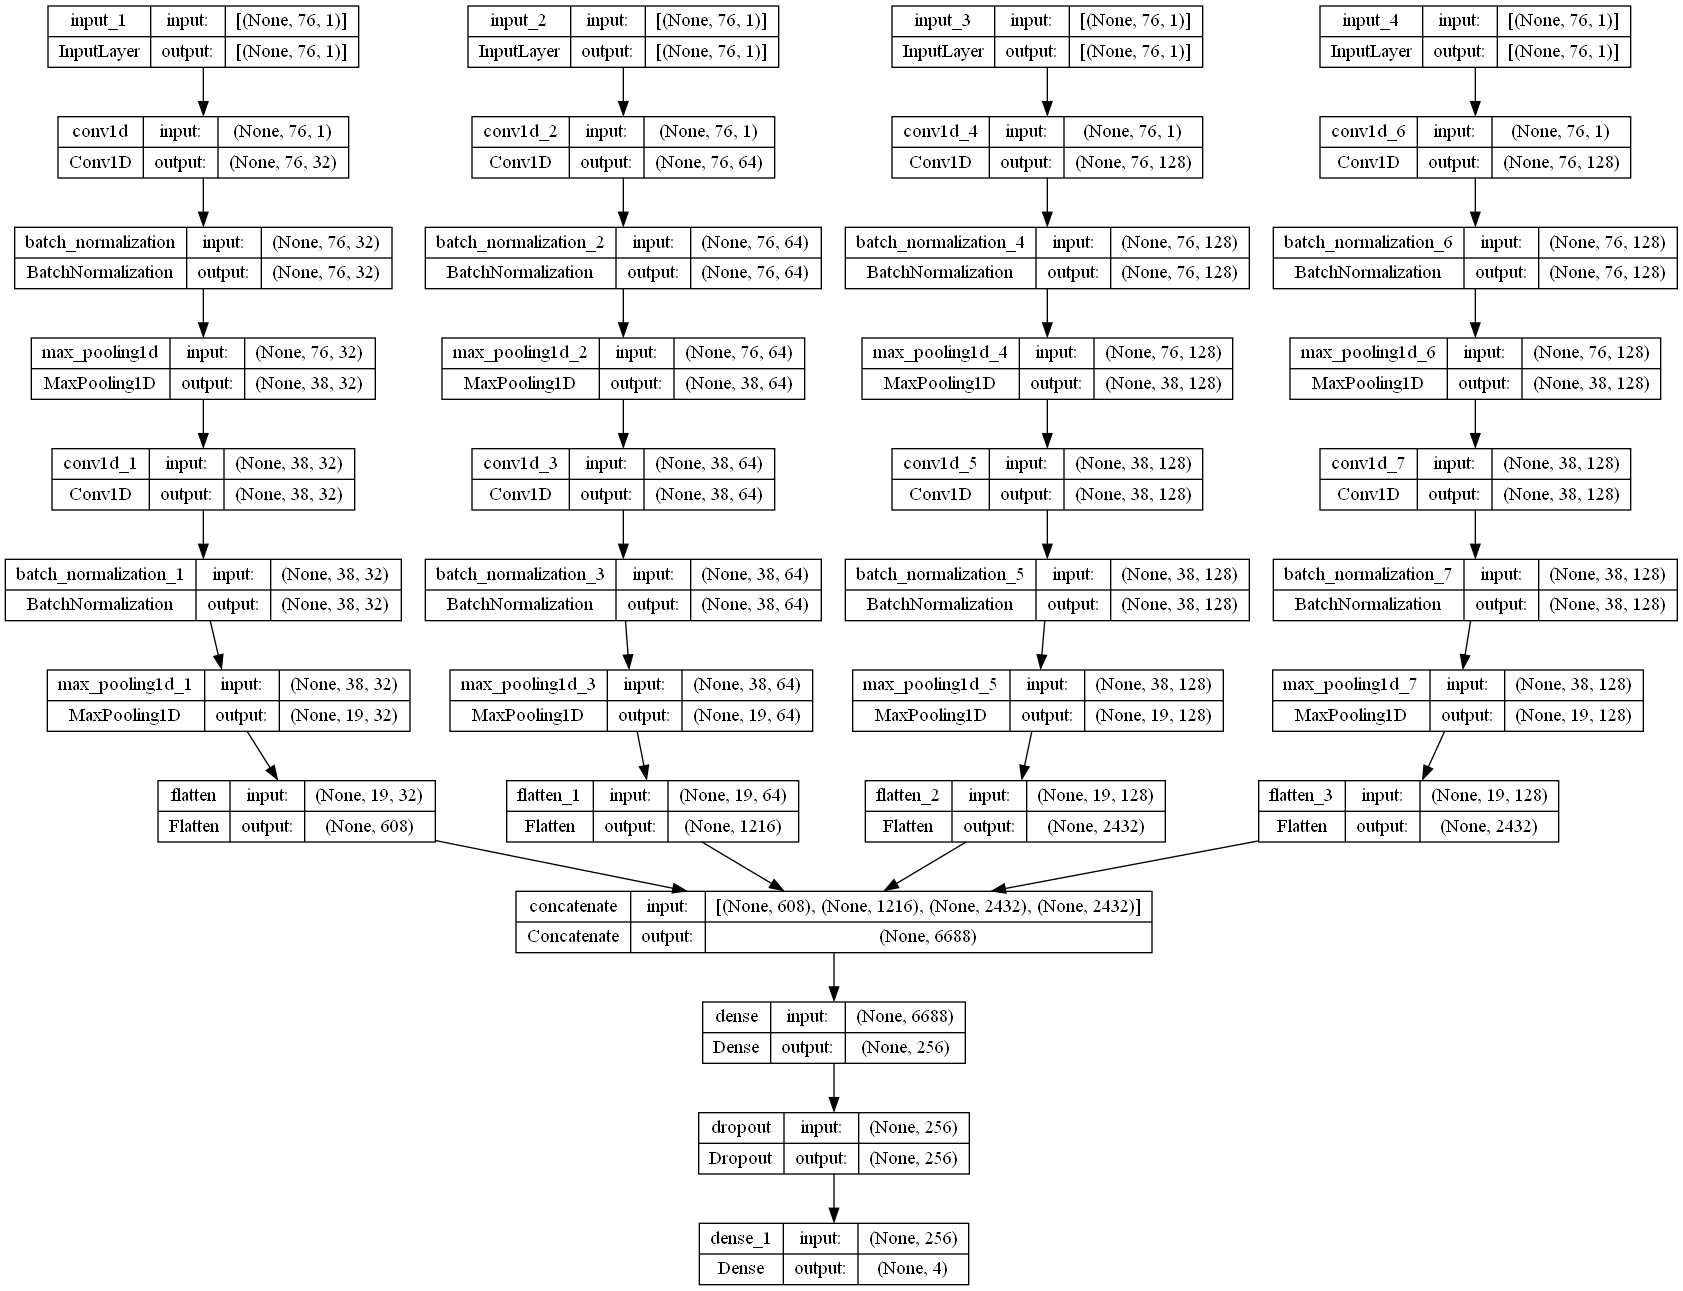 input_1 input: [(None, 76, 1)]
InputLayer output: [(None, 76, 1)]
input_2 input: [(None, 76, 1)]
InputLayer output: [(None, 76, 1)]
input_3 input: [(None, 76, 1)]
InputLayer output: [(None, 76, 1)]
input_4 input: [(None, 76, 1)]
InputLayer output: [(None, 76, 1)]
conv1d input: (None, 76, 1)
Conv1D output: (None, 76, 32)
conv1d_2 input: (None, 76, 1)
Conv1D output: (None, 76, 64)
conv1d_4 input: (None, 76, 1)
Conv1D output: (None, 76, 128)
conv1d_6 input: (None, 76, 1)
Conv1D output: (None, 76, 128)
batch_normalization input: (None, 76, 32)
BatchNormalization output: (None, 76, 32)
batch_normalization_2 input: (None, 76, 64)
BatchNormalization output: (None, 76, 64)
batch_normalization_4 input: (None, 76, 128)
BatchNormalization output: (None, 76, 128)
batch_normalization_6 input: (None, 76, 128)
BatchNormalization output: (None, 76, 128)
max_pooling1d input: (None, 76, 32)
MaxPooling1D output: (None, 38, 32)
max_pooling1d_2 input: (None, 76, 64)
MaxPooling1D output: (None, 38, 64)
max_pooling1d_4 input: (None, 76, 128)
MaxPooling1D output: (None, 38, 128)
max_pooling1d_6 input: (None, 76, 128)
MaxPooling1D output: (None, 38, 128)
conv1d_1 input: (None, 38, 32)
Conv1D output: (None, 38, 32)
conv1d_3 input: (None, 38, 64)
Conv1D output: (None, 38, 64)
conv1d_5 input: (None, 38, 128)
Conv1D output: (None, 38, 128)
conv1d_7 input: (None, 38, 128)
Conv1D output: (None, 38, 128)
batch_normalization_1 input: (None, 38, 32)
BatchNormalization output: (None, 38, 32)
batch_normalization_3 input: (None, 38, 64)
BatchNormalization output: (None, 38, 64)
batch_normalization_5 input: (None, 38, 128)
BatchNormalization output: (None, 38, 128)
batch_normalization_7 input: (None, 38, 128)
BatchNormalization output: (None, 38, 128)
max_pooling1d_1 input: (None, 38, 32)
MaxPooling1D output: (None, 19, 32)
max_pooling1d_3 input: (None, 38, 64)
MaxPooling1D output: (None, 19, 64)
max_pooling1d_5 input: (None, 38, 128)
MaxPooling1D output: (None, 19, 128)
max_pooling1d_7 input: (None, 38, 128)
MaxPooling1D output: (None, 19, 128)
flatten input: (None, 19, 32)
Flatten output: (None, 608)
flatten_1 input: (None, 19, 64)
Flatten output: (None, 1216)
flatten_2 input: (None, 19, 128)
Flatten output: (None, 2432)
flatten_3 input: (None, 19, 128)
Flatten output: (None, 2432)
concatenate input: [(None, 608), (None, 1216), (None, 2432), (None, 2432)]
Concatenate output: (None, 6688)
dense input: (None, 6688)
Dense output: (None, 256)
dropout input: (None, 256)
Dropout output: (None, 256)
dense_1 input: (None, 256)
Dense output: (None, 4)